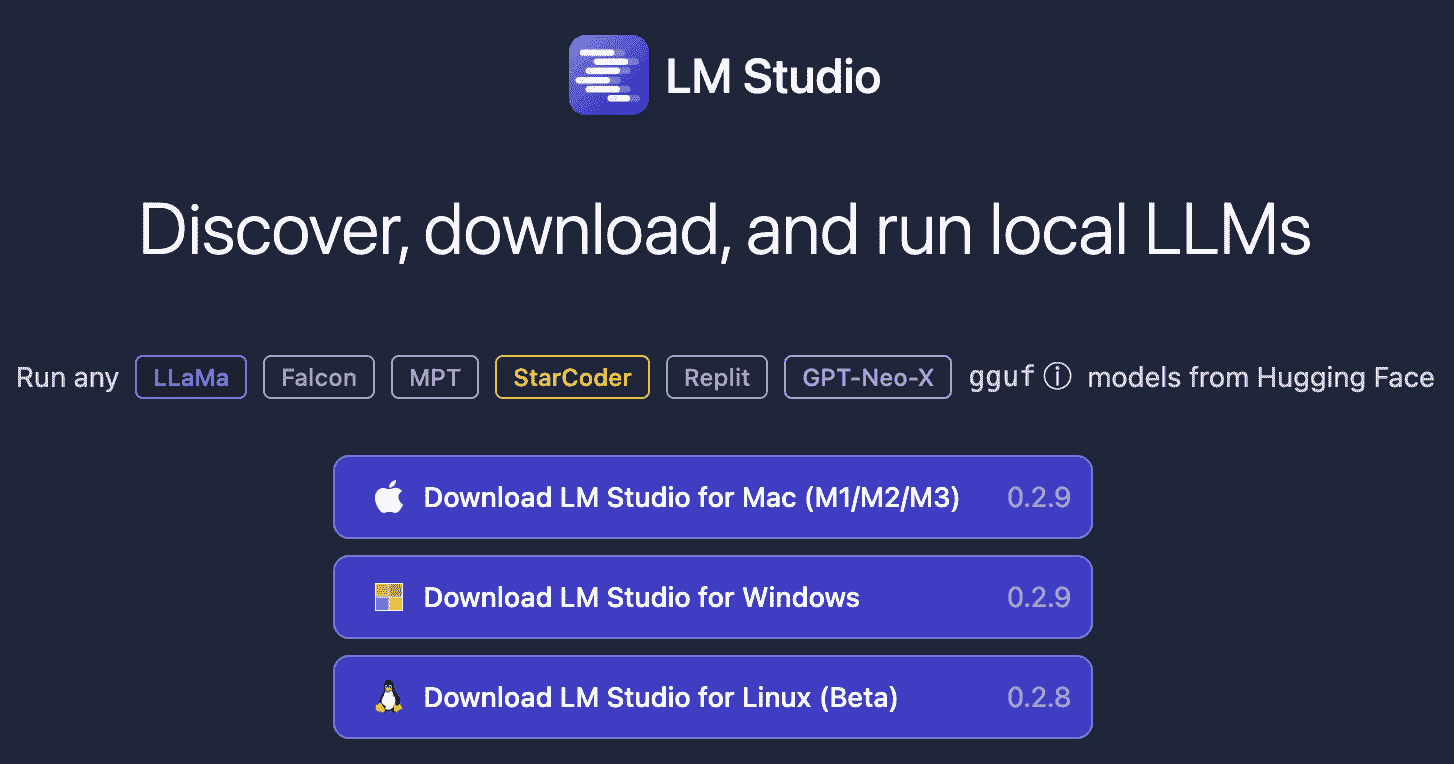 LM Studio
Discover, download, and run local LLMs
Run any LLaMa Falcon MPT StarCoder Replit GPT-Neo-X gguf ⓘ models from Hugging Face
Download LM Studio for Mac (M1/M2/M3) 0.2.9
Download LM Studio for Windows 0.2.9
Download LM Studio for Linux (Beta) 0.2.8